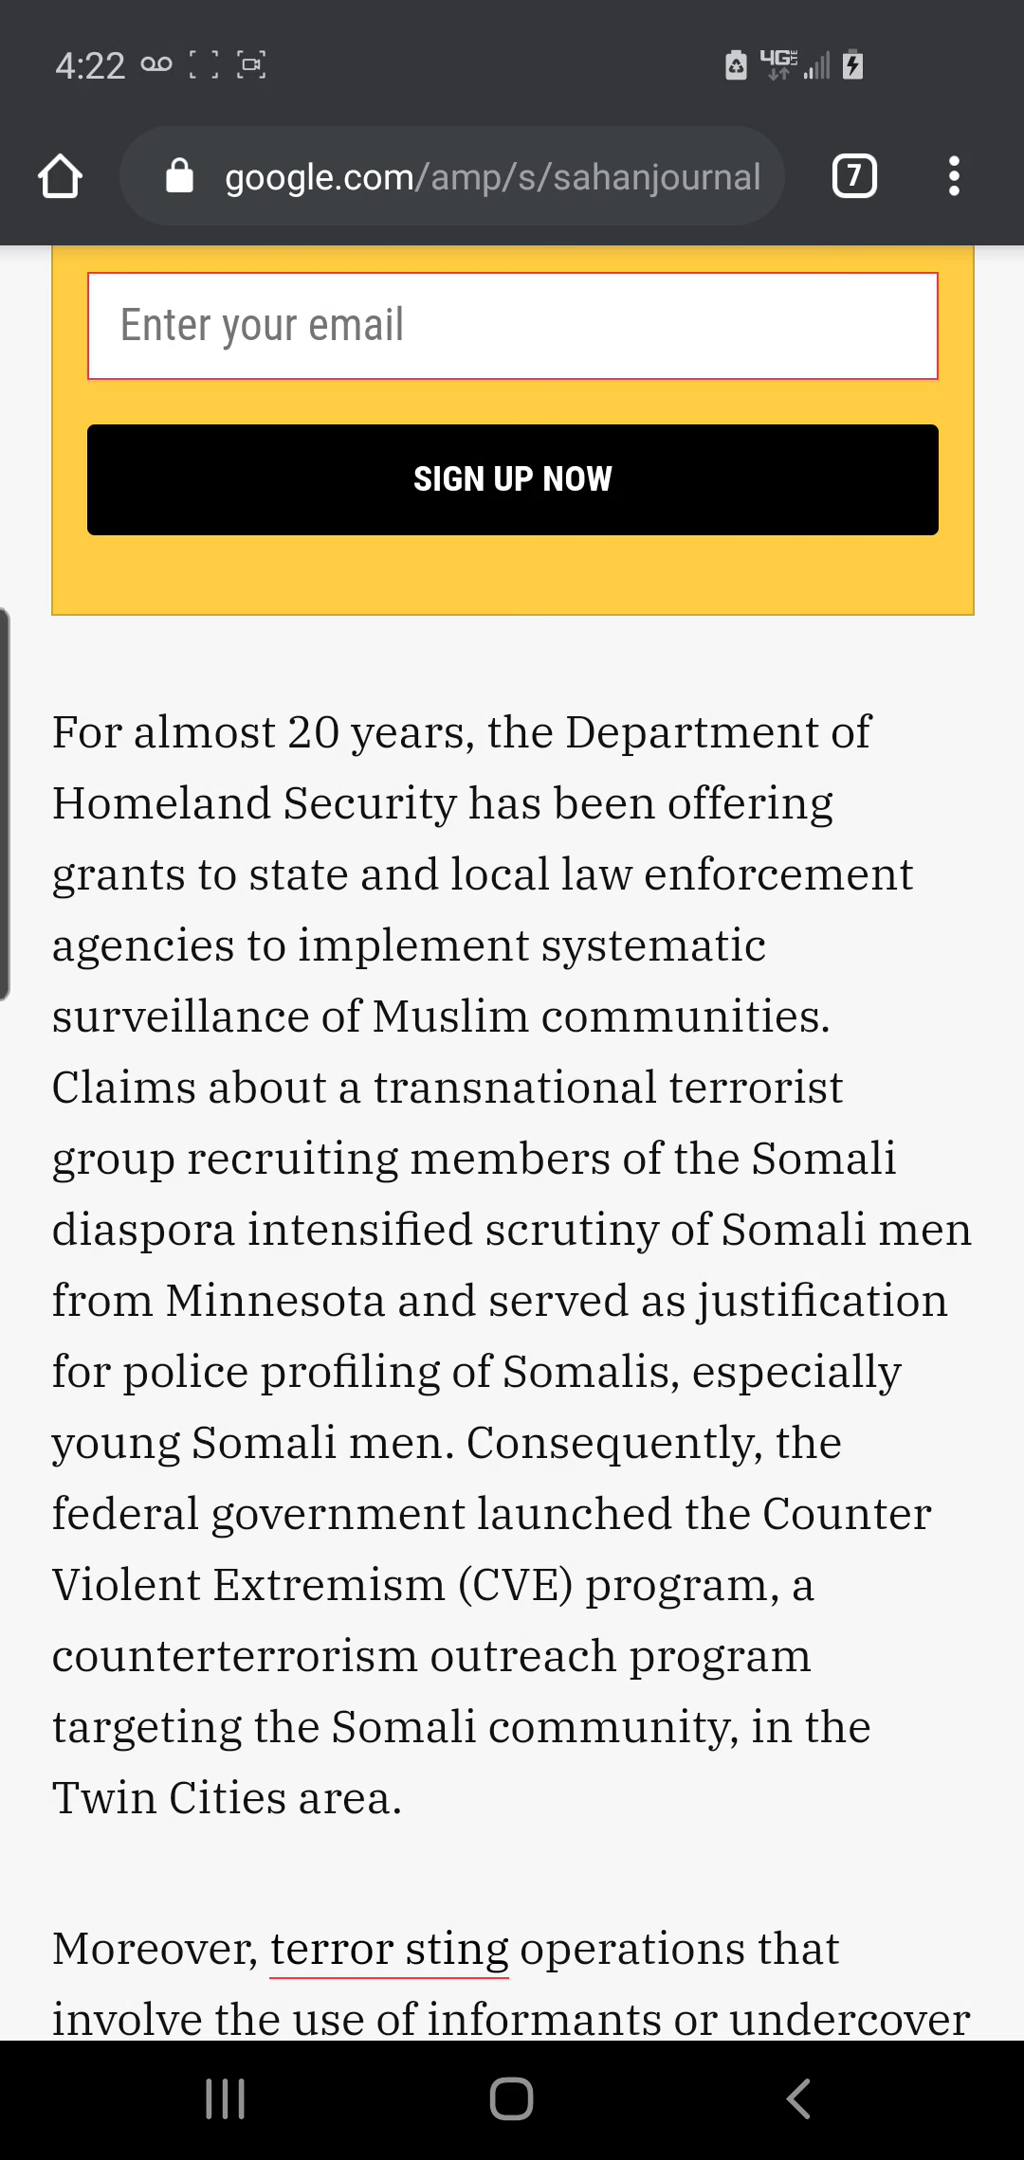 4:22
4G LTE
google.com/amp/s/sahanjournal
7
Enter your email
SIGN UP NOW
For almost 20 years, the Department of
Homeland Security has been offering
grants to state and local law enforcement
agencies to implement systematic
surveillance of Muslim communities.
Claims about a transnational terrorist
group recruiting members of the Somali
diaspora intensified scrutiny of Somali men
from Minnesota and served as justification
for police profiling of Somalis, especially
young Somali men. Consequently, the
federal government launched the Counter
Violent Extremism (CVE) program, a
counterterrorism outreach program
targeting the Somali community, in the
Twin Cities area.
Moreover, terror sting operations that
involve the use of informants or undercover